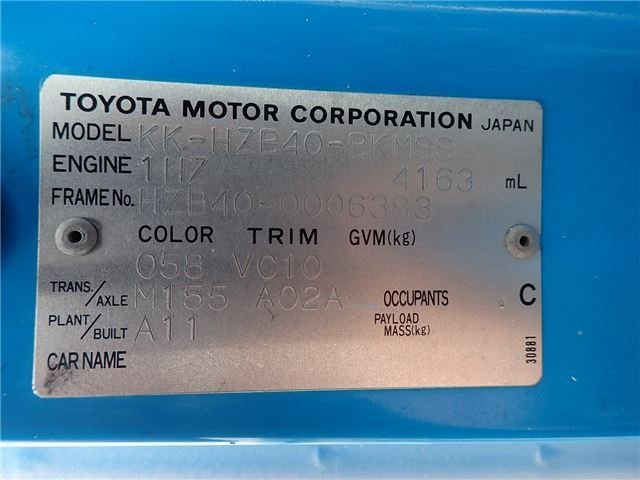 TOYOTA MOTOR CORPORATION JAPAN
MODEL KK-HZB40-BKMSS
ENGINE 1HZ 4163 mL
FRAME No. HZB40-0006383
COLOR TRIM GVM(kg)
058 VC10
TRANS./AXLE M155 A02A OCCUPANTS C
PLANT/BUILT A11 PAYLOAD MASS(kg)
CAR NAME
30881